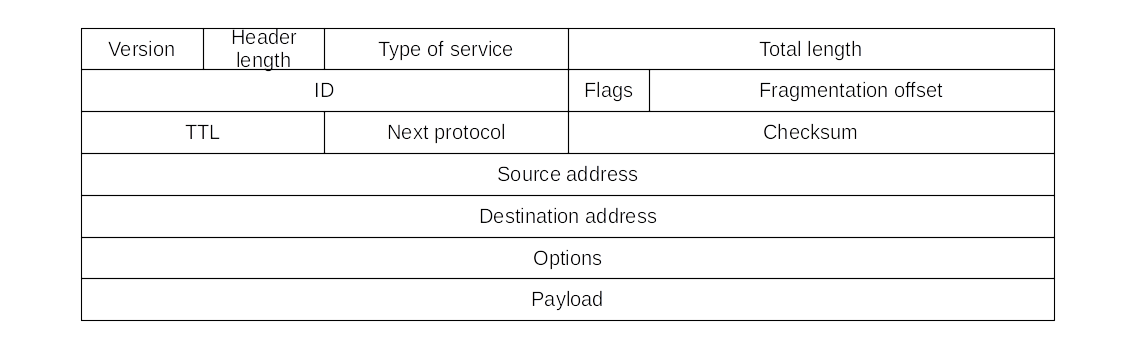 Version
Header
length
Type of service
Total length
ID
Flags
Fragmentation offset
TTL
Next protocol
Checksum
Source address
Destination address
Options
Payload